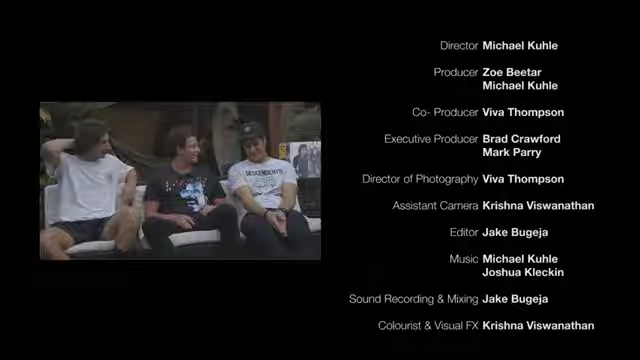 Director Michael Kuhle
Producer Zoe Beetar
Michael Kuhle
Co- Producer Viva Thompson
Executive Producer Brad Crawford
Mark Parry
Director of Photography Viva Thompson
Assistant Camera Krishna Viswanathan
Editor Jake Bugeja
Music Michael Kuhle
Joshua Kleckin
Sound Recording & Mixing Jake Bugeja
Colourist & Visual FX Krishna Viswanathan
DESCENDENTS